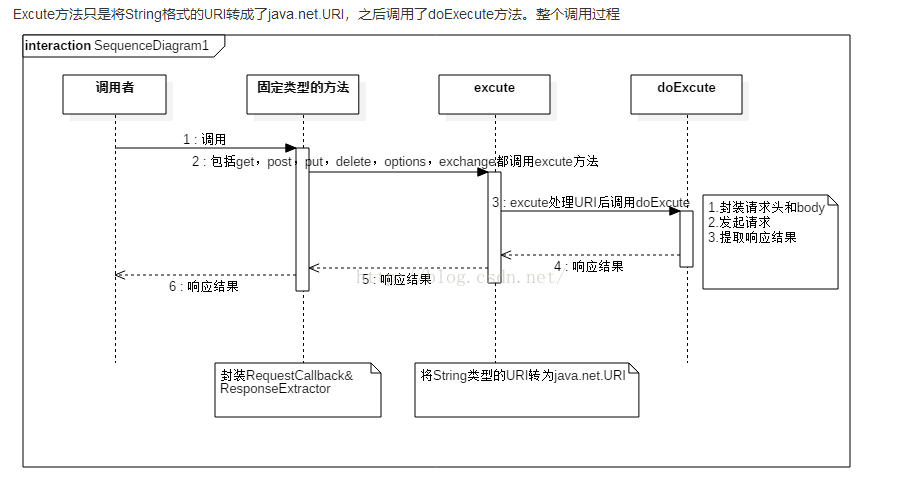 Excute方法只是将String格式的URI转成了java.net.URI，之后调用了doExecute方法。整个调用过程
interaction SequenceDiagram1
调用者
固定类型的方法
excute
doExcute
1 : 调用
2 : 包括get，post，put，delete，options，exchange都调用excute方法
3 : excute处理URI后调用doExcute
1.封装请求头和body
2.发起请求
3.提取响应结果
4 : 响应结果
5 : 响应结果
6 : 响应结果
封装RequestCallback&
ResponseExtractor
将String类型的URI转为java.net.URI